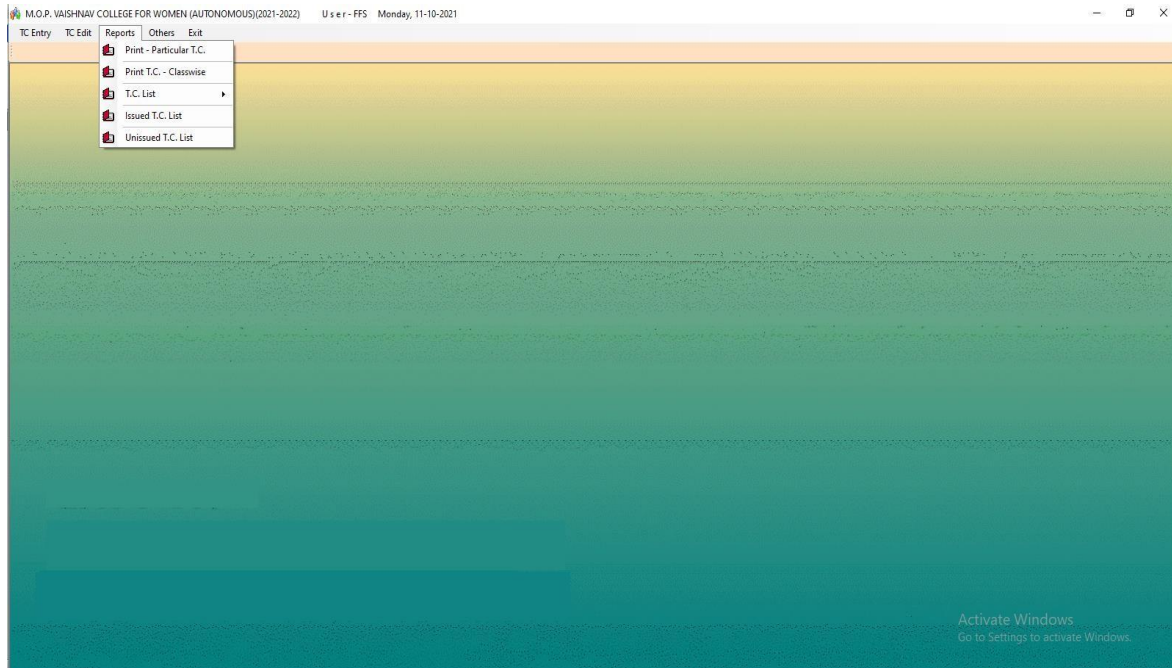 M.O.P. VAISHNAV COLLEGE FOR WOMEN (AUTONOMOUS)(2021-2022) U s e r - FFS Monday, 11-10-2021
TC Entry TC Edit Reports Others Exit
Print - Particular T.C.
Print T.C. - Classwise
T.C. List
Issued T.C. List
Unissued T.C. List
Activate Windows
Go to Settings to activate Windows.